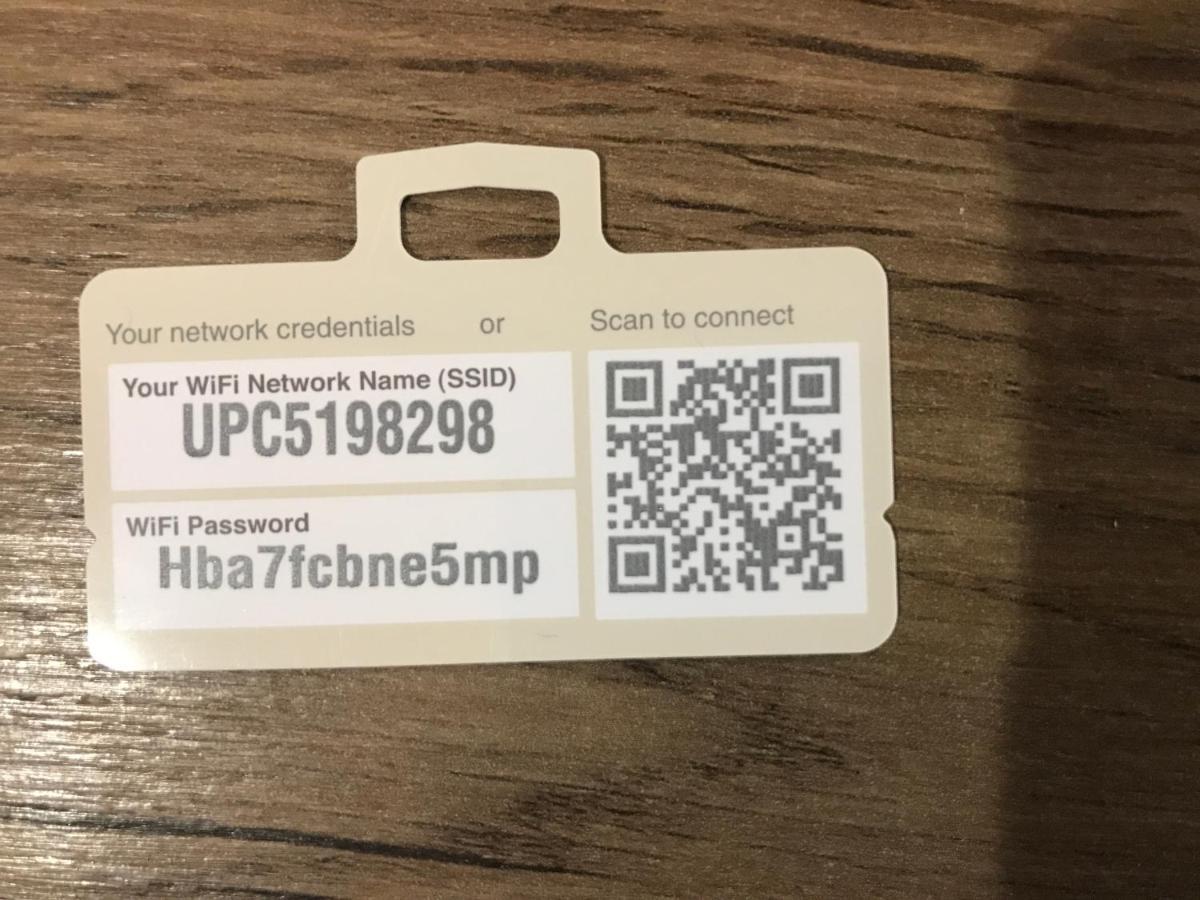 Your network credentials or Scan to connect
Your WiFi Network Name (SSID)
UPC5198298
WiFi Password
Hba7fcbne5mp